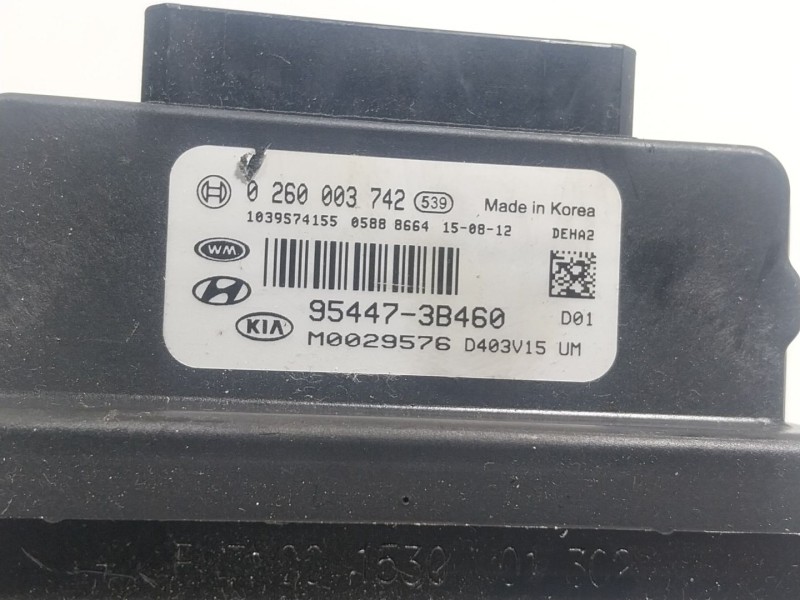 0 260 003 742 539 Made in Korea
1039S74155 0588 8664 15-08-12 DEHA2
WM
95447-3B460 D01
KIA
M0029576 D403V15 UM
1530